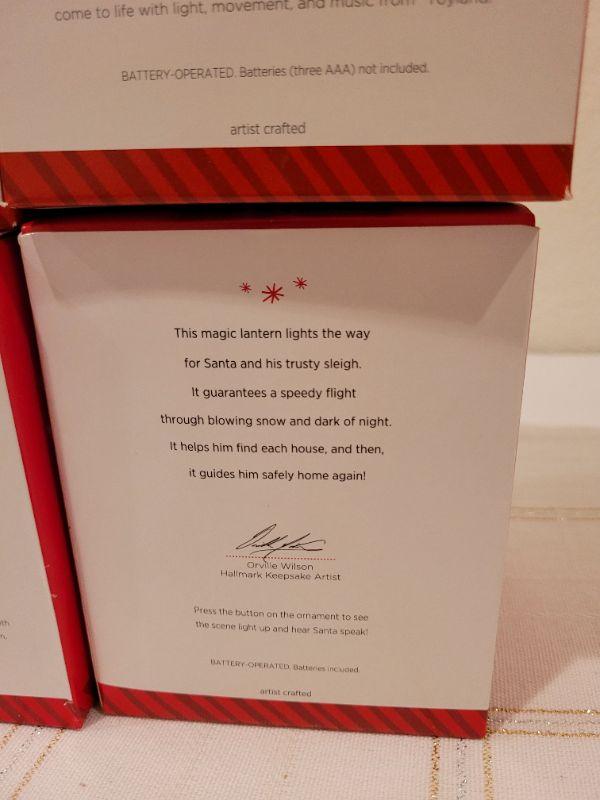 come to life with light, movement, and music from "Toyland."
BATTERY-OPERATED. Batteries (three AAA) not included.
artist crafted
This magic lantern lights the way
for Santa and his trusty sleigh.
It guarantees a speedy flight
through blowing snow and dark of night.
It helps him find each house, and then,
it guides him safely home again!
Orville Wilson
Hallmark Keepsake Artist
Press the button on the ornament to see
the scene light up and hear Santa speak!
BATTERY-OPERATED. Batteries included.
artist crafted